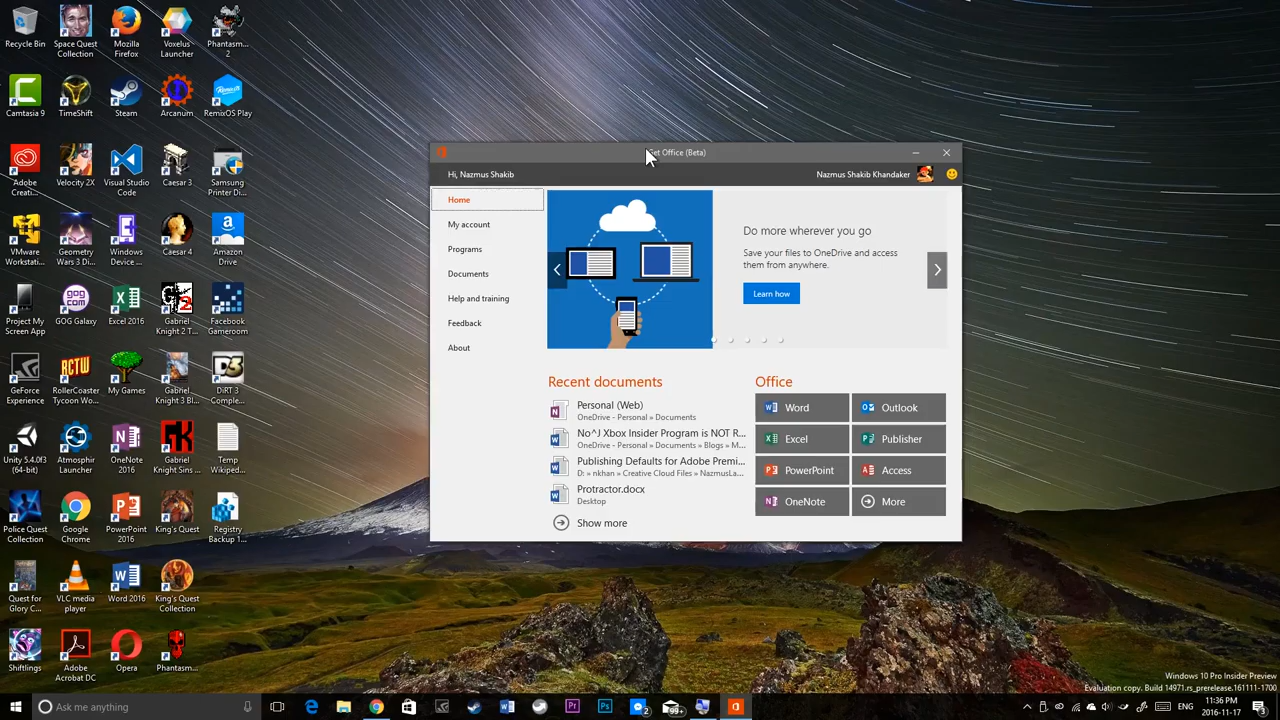 Recycle Bin
Space Quest
Collection
Mozilla
Firefox
Voxelus
Launcher
Phantasm...
2
Camtasia 9
TimeShift
Steam
Arcanum
RemixOS Play
Adobe
Creati...
Velocity 2X
Visual Studio
Code
Caesar 3
Samsung
Printer Di...
VMware
Workstati...
Geometry
Wars 3 Di...
Windows
Device ...
Caesar 4
Amazon
Drive
Project My
Screen App
GOG Galaxy
Excel 2016
Gabriel
Knight 2 T...
Facebook
Gameroom
GeForce
Experience
RollerCoaster
Tycoon Wo...
My Games
Gabriel
Knight 3 Bl...
DiRT 3
Comple...
Unity 5.4.0f3
(64-bit)
Atmosphir
Launcher
OneNote
2016
Gabriel
Knight Sins ...
Temp
Wikiped...
Police Quest
Collection
Google
Chrome
PowerPoint
2016
King's Quest
Registry
Backup 1...
Quest for
Glory C...
VLC media
player
Word 2016
King's Quest
Collection
Shiftlings
Adobe
Acrobat DC
Opera
Phantasm...
Get Office (Beta)
Hi, Nazmus Shakib
Nazmus Shakib Khandaker
Home
My account
Programs
Documents
Help and training
Feedback
About
Do more wherever you go
Save your files to OneDrive and access
them from anywhere.
Learn how
Recent documents
Personal (Web)
OneDrive - Personal » Documents
No^J Xbox Insider Program is NOT R...
OneDrive - Personal » Documents » Blogs » M...
Publishing Defaults for Adobe Premi...
D: » nkhan » Creative Cloud Files » NazmusLa...
Protractor.docx
Desktop
Show more
Office
Word
Outlook
Excel
Publisher
PowerPoint
Access
OneNote
More
Windows 10 Pro Insider Preview
Evaluation copy. Build 14971.rs_prerelease.161111-1700
Ask me anything
2
99+
ENG
11:36 PM
2016-11-17